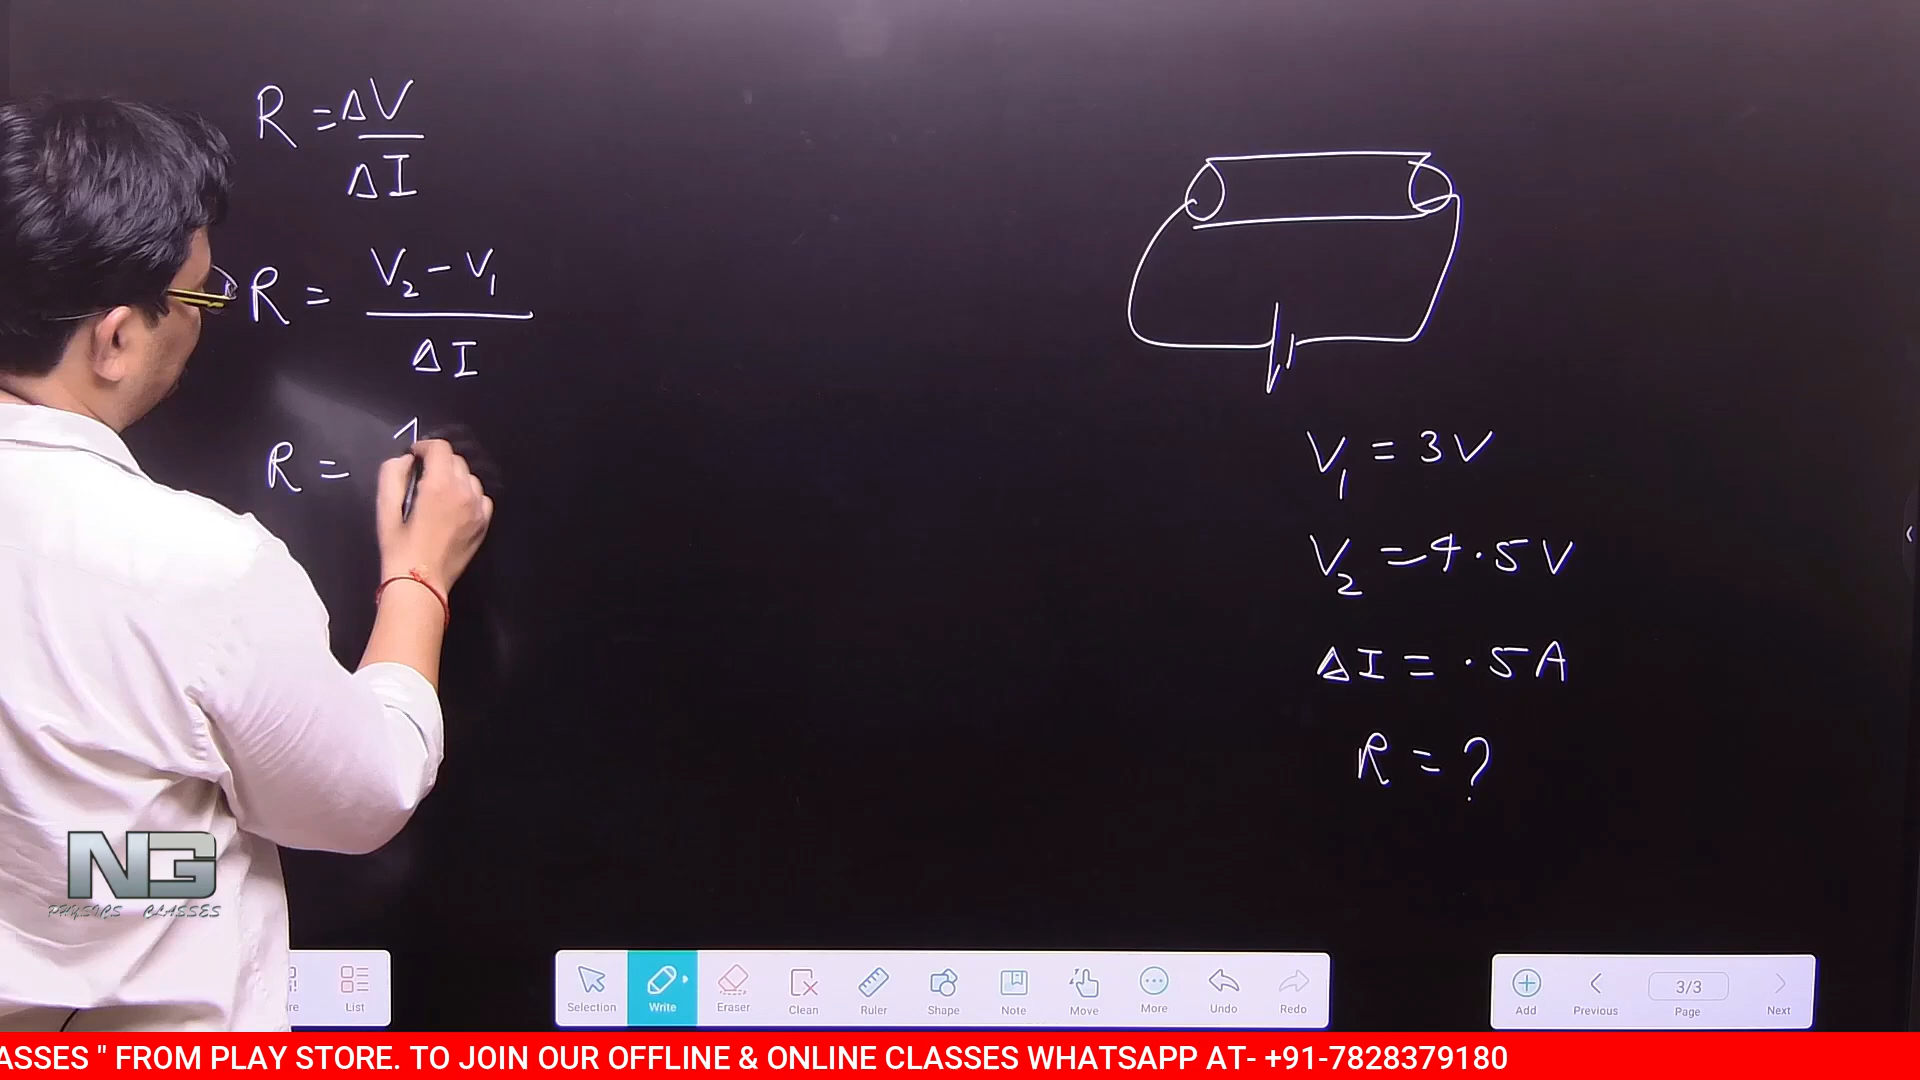 R = ΔV
ΔI
R = V₂ - V₁
ΔI
R =
V₁ = 3V
V₂ = 4.5V
ΔI = .5A
R = ?
NG
PHYSICS CLASSES
List
Selection
Write
Eraser
Clean
Ruler
Shape
Note
Move
More
Undo
Redo
Add
Previous
3/3
Page
Next
ASSES " FROM PLAY STORE. TO JOIN OUR OFFLINE & ONLINE CLASSES WHATSAPP AT- +91-7828379180